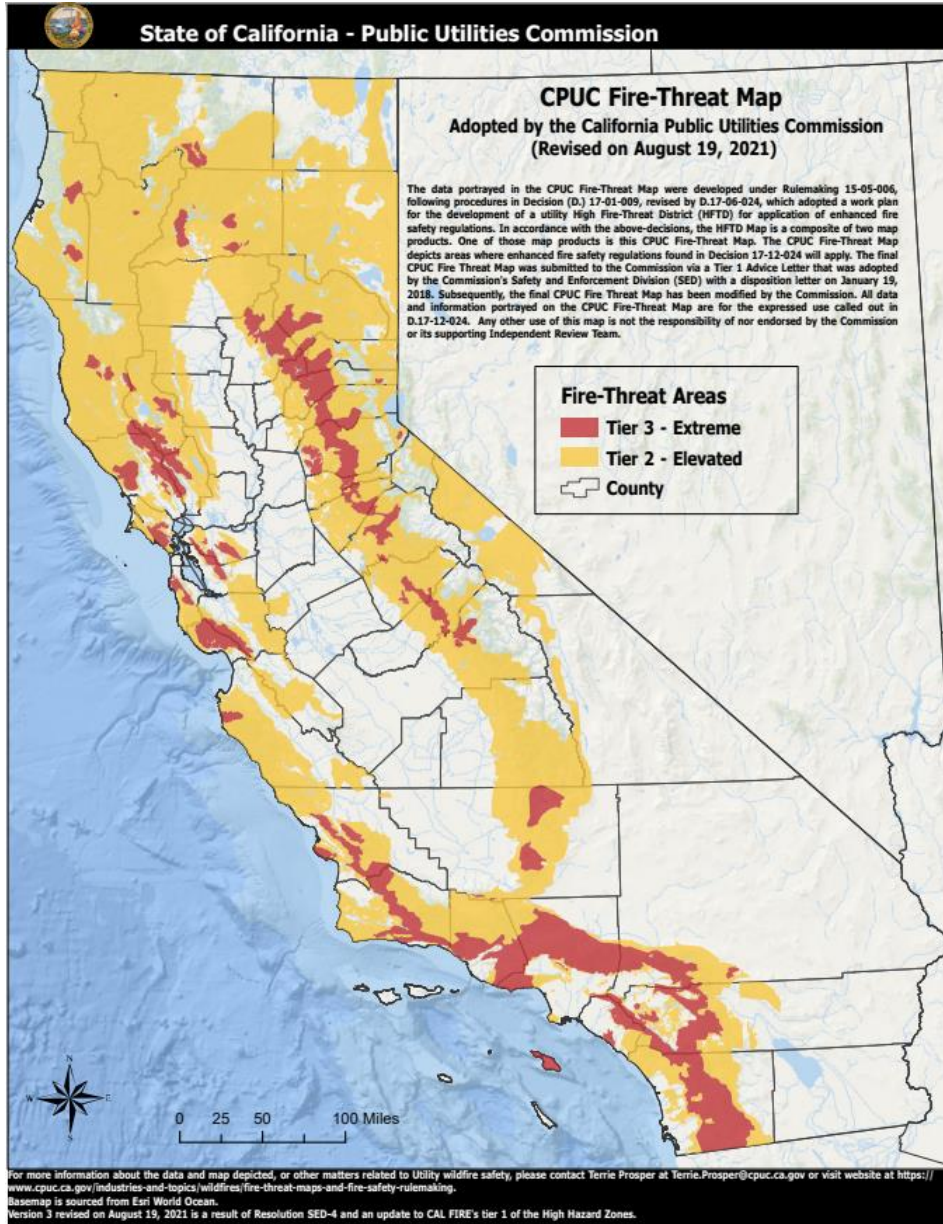 State of California - Public Utilities Commission
CPUC Fire-Threat Map
Adopted by the California Public Utilities Commission
(Revised on August 19, 2021)
The data portrayed in the CPUC Fire-Threat Map were developed under Rulemaking 15-05-006,
following procedures in Decision (D.) 17-01-009, revised by D.17-06-024, which adopted a work plan
for the development of a utility High Fire-Threat District (HFTD) for application of enhanced fire
safety regulations. In accordance with the above-decisions, the HFTD Map is a composite of two map
products. One of those map products is this CPUC Fire-Threat Map. The CPUC Fire-Threat Map
depicts areas where enhanced fire safety regulations found in Decision 17-12-024 will apply. The final
CPUC Fire Threat Map was submitted to the Commission via a Tier 1 Advice Letter that was adopted
by the Commission's Safety and Enforcement Division (SED) with a disposition letter on January 19,
2018. Subsequently, the final CPUC Fire Threat Map has been modified by the Commission. All data
and information portrayed on the CPUC Fire-Threat Map are for the expressed use called out in
D.17-12-024. Any other use of this map is not the responsibility of nor endorsed by the Commission
or its supporting Independent Review Team.
Fire-Threat Areas
Tier 3 - Extreme
Tier 2 - Elevated
County
N
W E
S
0 25 50 100 Miles
For more information about the data and map depicted, or other matters related to Utility wildfire safety, please contact Terrie Prosper at Terrie.Prosper@cpuc.ca.gov or visit website at https://
www.cpuc.ca.gov/industries-and-topics/wildfires/fire-threat-maps-and-fire-safety-rulemaking.
Basemap is sourced from Esri World Ocean.
Version 3 revised on August 19, 2021 is a result of Resolution SED-4 and an update to CAL FIRE's tier 1 of the High Hazard Zones.